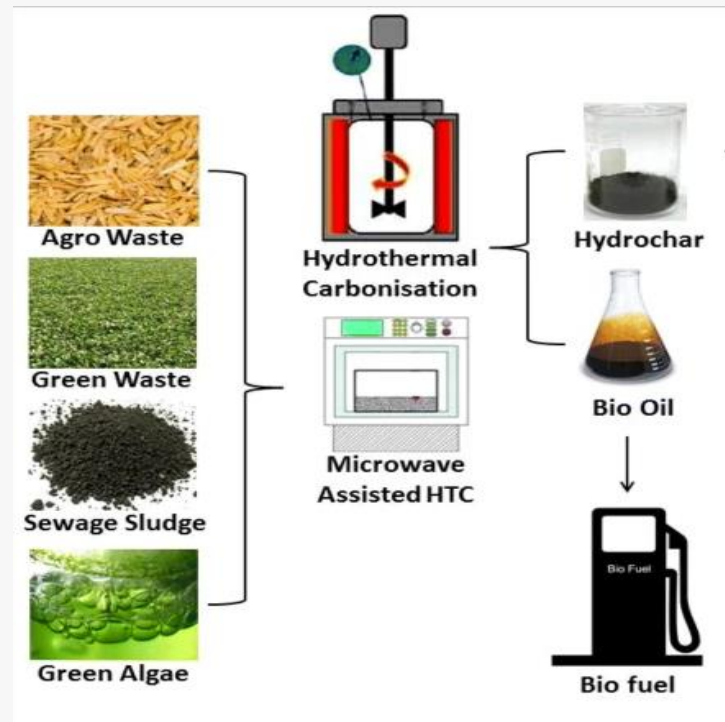 Agro Waste
Green Waste
Sewage Sludge
Green Algae
Hydrothermal
Carbonisation
Microwave
Assisted HTC
Hydrochar
Bio Oil
Bio Fuel
Bio fuel